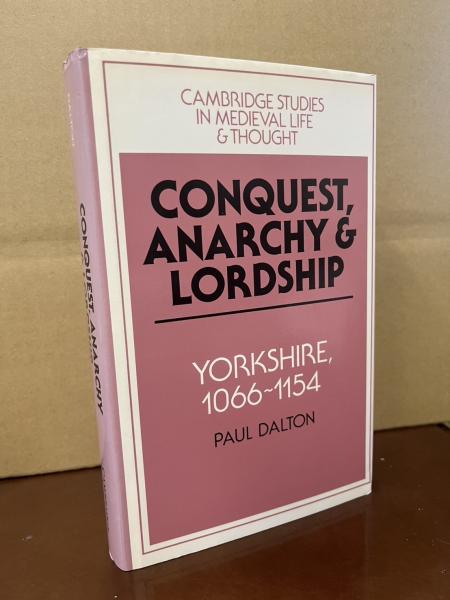 CAMBRIDGE STUDIES
IN MEDIEVAL LIFE
& THOUGHT
CONQUEST,
ANARCHY &
LORDSHIP
YORKSHIRE,
1066~1154
PAUL DALTON
CONQUEST, ANARCHY